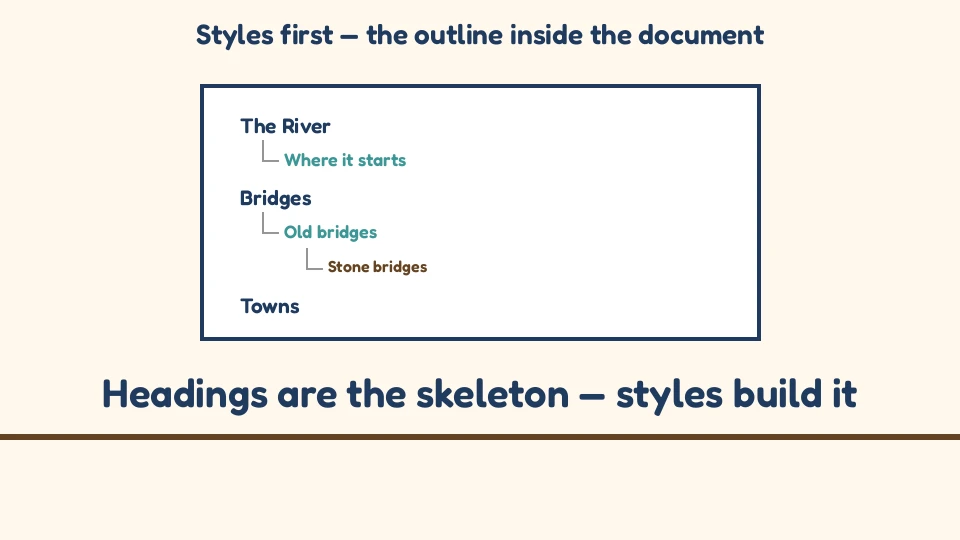 Styles first — the outline inside the document
The River
Where it starts
Bridges
Old bridges
Stone bridges
Towns
Headings are the skeleton — styles build it